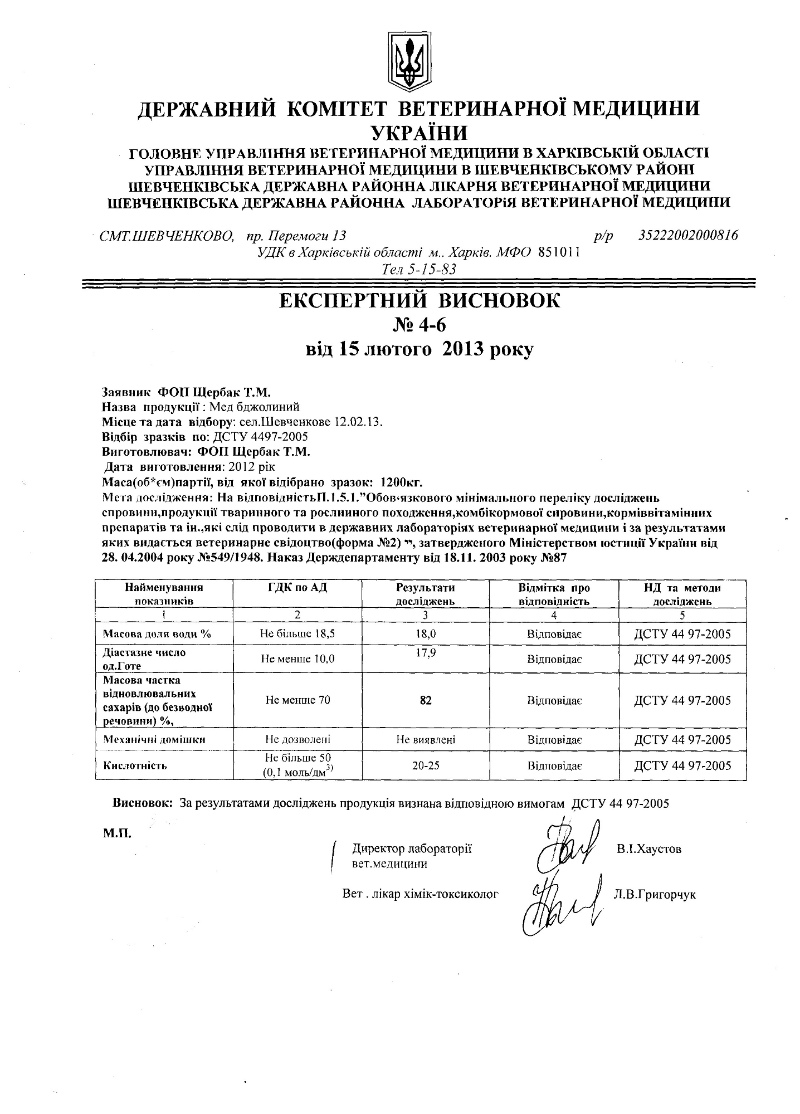 ДЕРЖАВНИЙ КОМІТЕТ ВЕТЕРИНАРНОЇ МЕДИЦИНИ
УКРАЇНИ
ГОЛОВНЕ УПРАВЛІННЯ ВЕТЕРИНАРНОЇ МЕДИЦИНИ В ХАРКІВСЬКІЙ ОБЛАСТІ
УПРАВЛІННЯ ВЕТЕРИНАРНОЇ МЕДИЦИНИ В ШЕВЧЕНКІВСЬКОМУ РАЙОНІ
ШЕВЧЕНКІВСЬКА ДЕРЖАВНА РАЙОННА ЛІКАРНЯ ВЕТЕРИНАРНОЇ МЕДИЦИНИ
ШЕВЧЕНКІВСЬКА ДЕРЖАВНА РАЙОННА ЛАБОРАТОРІЯ ВЕТЕРИНАРНОЇ МЕДИЦИНИ
СМТ.ШЕВЧЕНКОВО, пр. Перемоги 13 р/р 35222002000816
УДК в Харківській області м.. Харків. МФО 851011
Тел 5-15-83
ЕКСПЕРТНИЙ ВИСНОВОК
№ 4-6
від 15 лютого 2013 року
Заявник ФОП Щербак Т.М.
Назва продукції : Мед бджолиний
Місце та дата відбору: сел.Шевченкове 12.02.13.
Відбір зразків по: ДСТУ 4497-2005
Виготовлювач: ФОП Щербак Т.М.
Дата виготовлення: 2012 рік
Маса(об*єм)партії, від якої відібрано зразок: 1200кг.
Мета дослідження: На відповідністьП.1.5.1."Обов'язкового мінімального переліку досліджень
сировини,продукції тваринного та рослинного походження,комбікормової сировини,кормівітамінних
препаратів та ін.,які слід проводити в державних лабораторіях ветеринарної медицини і за результатами
яких видається ветеринарне свідоцтво(форма №2) ", затвердженого Міністерством юстиції України від
28. 04.2004 року №549/1948. Наказ Держдепартаменту від 18.11. 2003 року №87
Найменування показників ГДК по АД Результати досліджень Відмітка про відповідність НД та методи досліджень
1 2 3 4 5
Масова доли води % Не більше 18,5 18,0 Відповідає ДСТУ 44 97-2005
Діастазне число од.Готе Не менше 10,0 17,9 Відповідає ДСТУ 44 97-2005
Масова частка відновлювальних сахарів (до безводної речовини) %, Не менше 70 82 Відповідає ДСТУ 44 97-2005
Механічні домішки Не дозволені Не виявлені Відповідає ДСТУ 44 97-2005
Кислотність Не більше 50 (0,1 моль/дм³) 20-25 Відповідає ДСТУ 44 97-2005
Висновок: За результатами досліджень продукція визнана відповідною вимогам ДСТУ 44 97-2005
М.П.
Директор лабораторії В.І.Хаустов
вет.медицини
Вет . лікар хімік-токсиколог Л.В.Григорчук